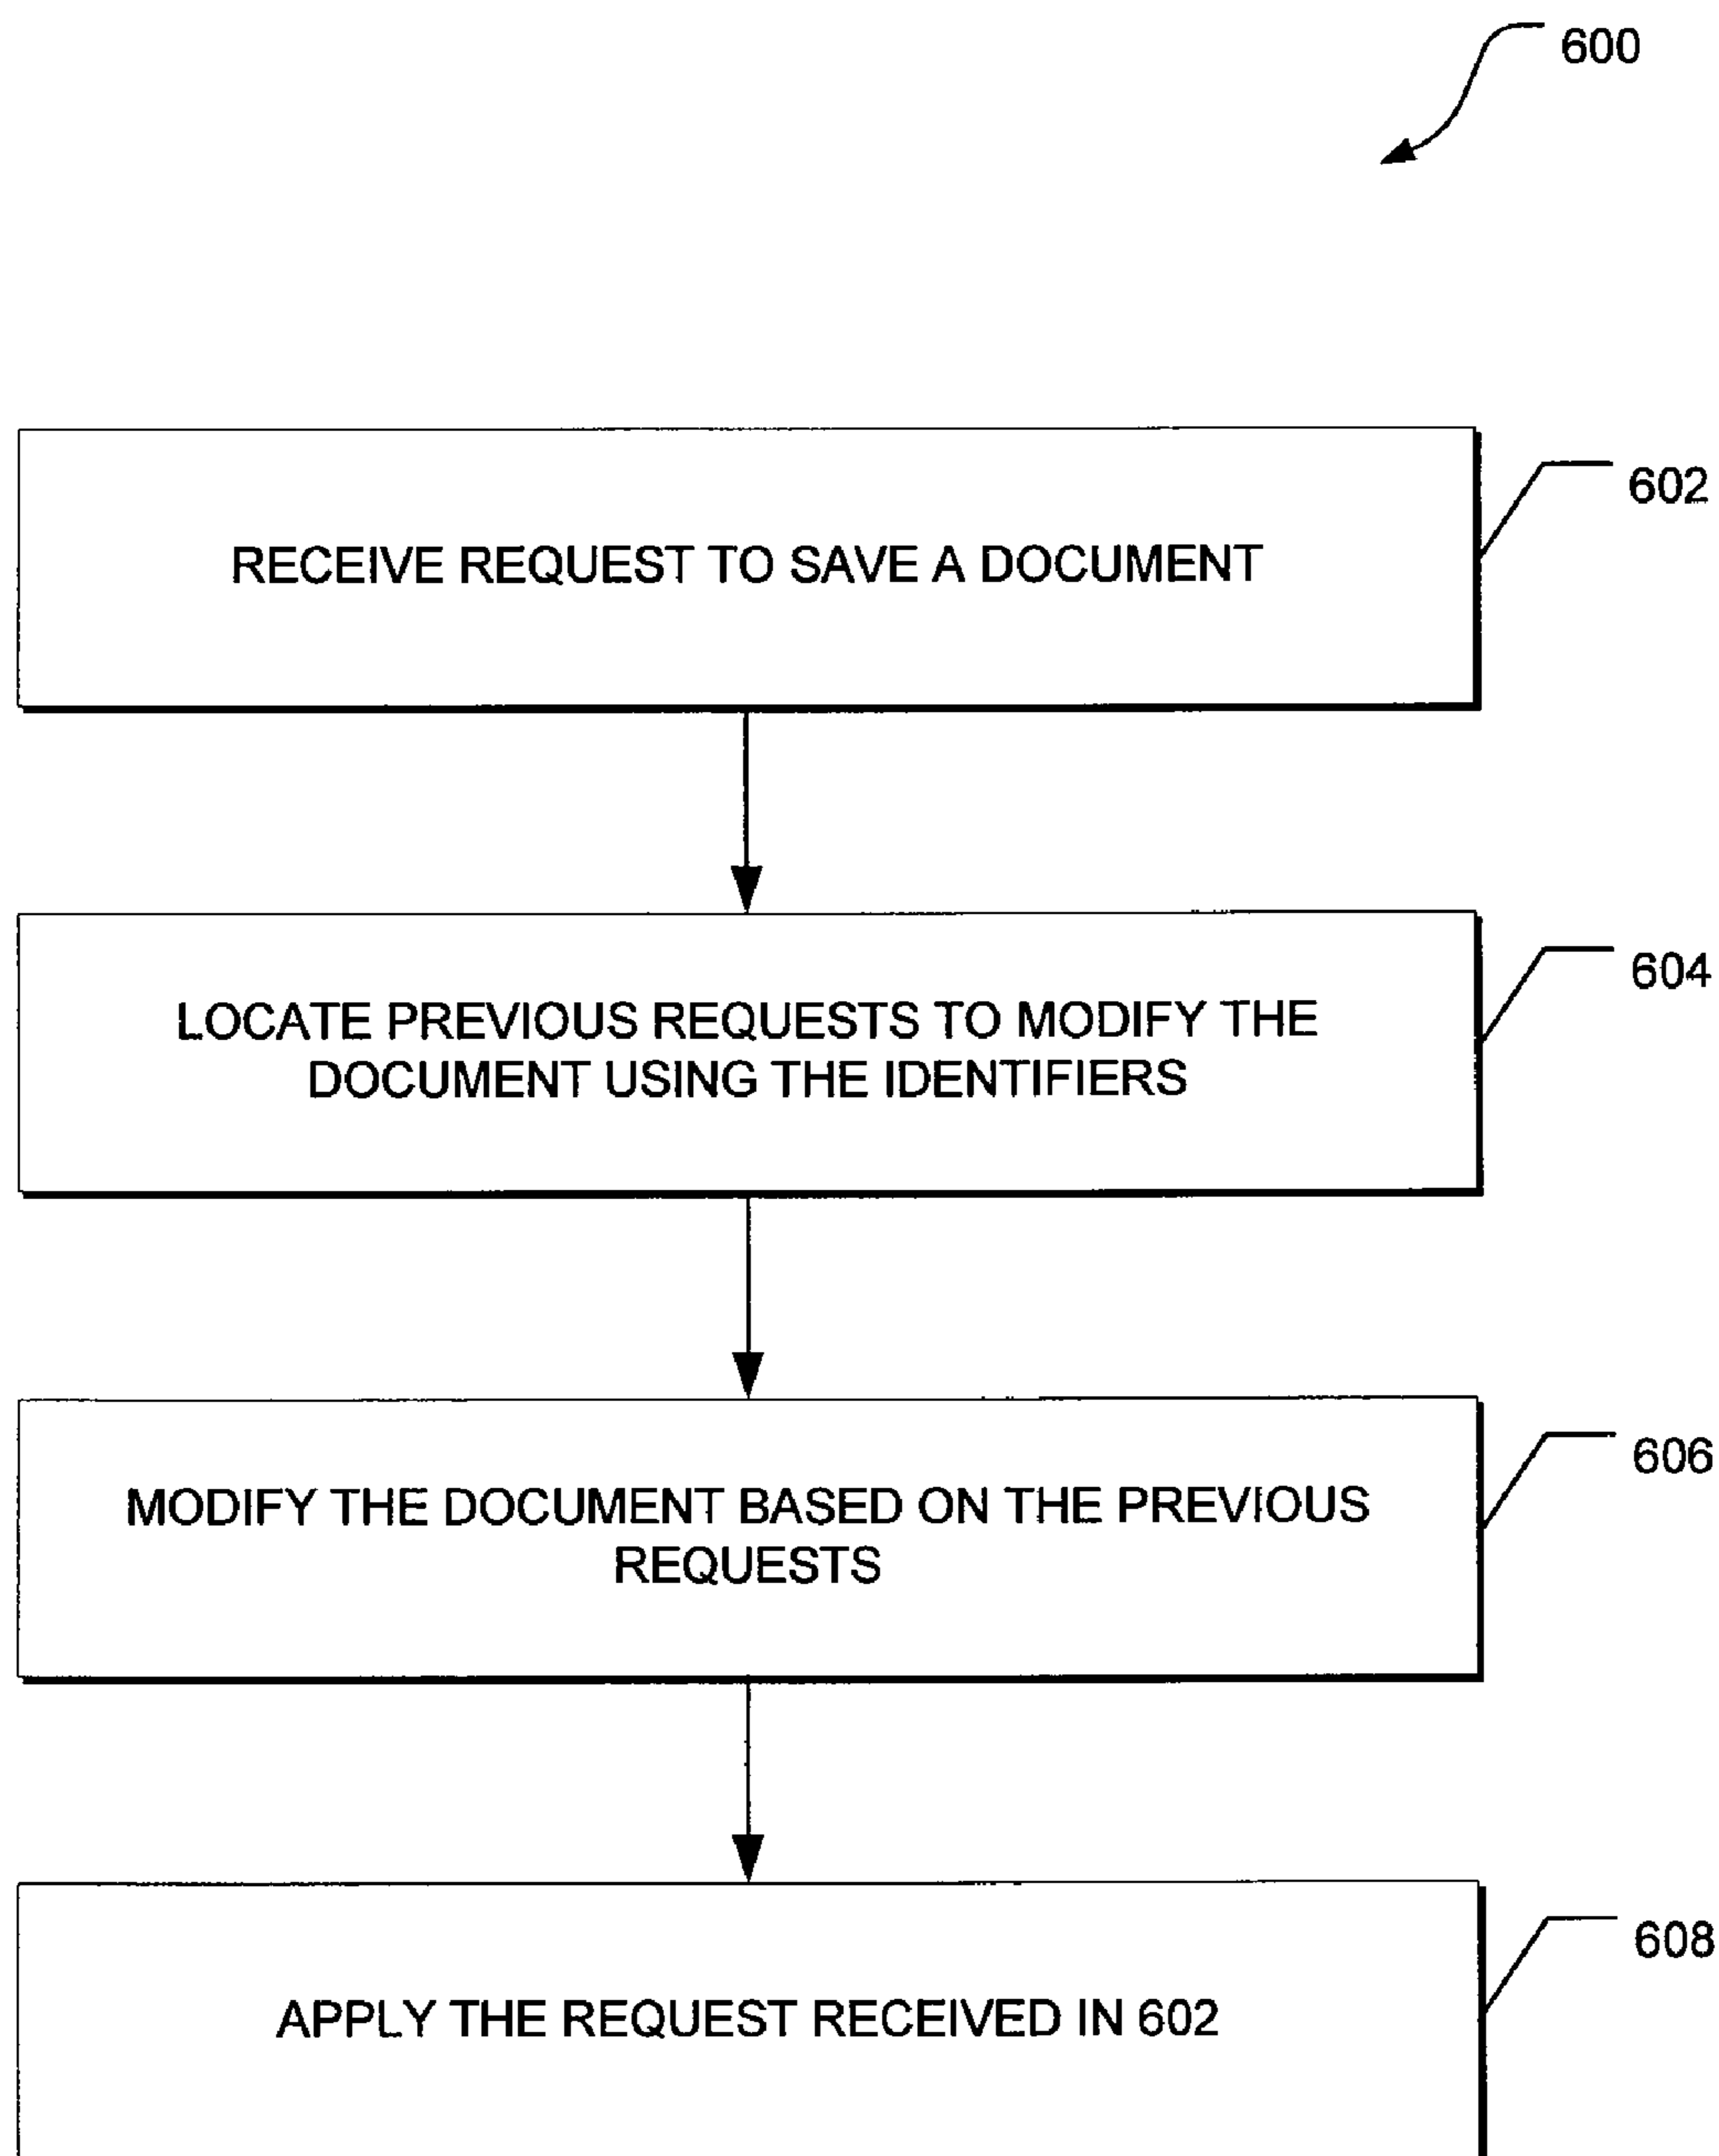 600
602
RECEIVE REQUEST TO SAVE A DOCUMENT
604
LOCATE PREVIOUS REQUESTS TO MODIFY THE
DOCUMENT USING THE IDENTIFIERS
606
MODIFY THE DOCUMENT BASED ON THE PREVIOUS
REQUESTS
608
APPLY THE REQUEST RECEIVED IN 602